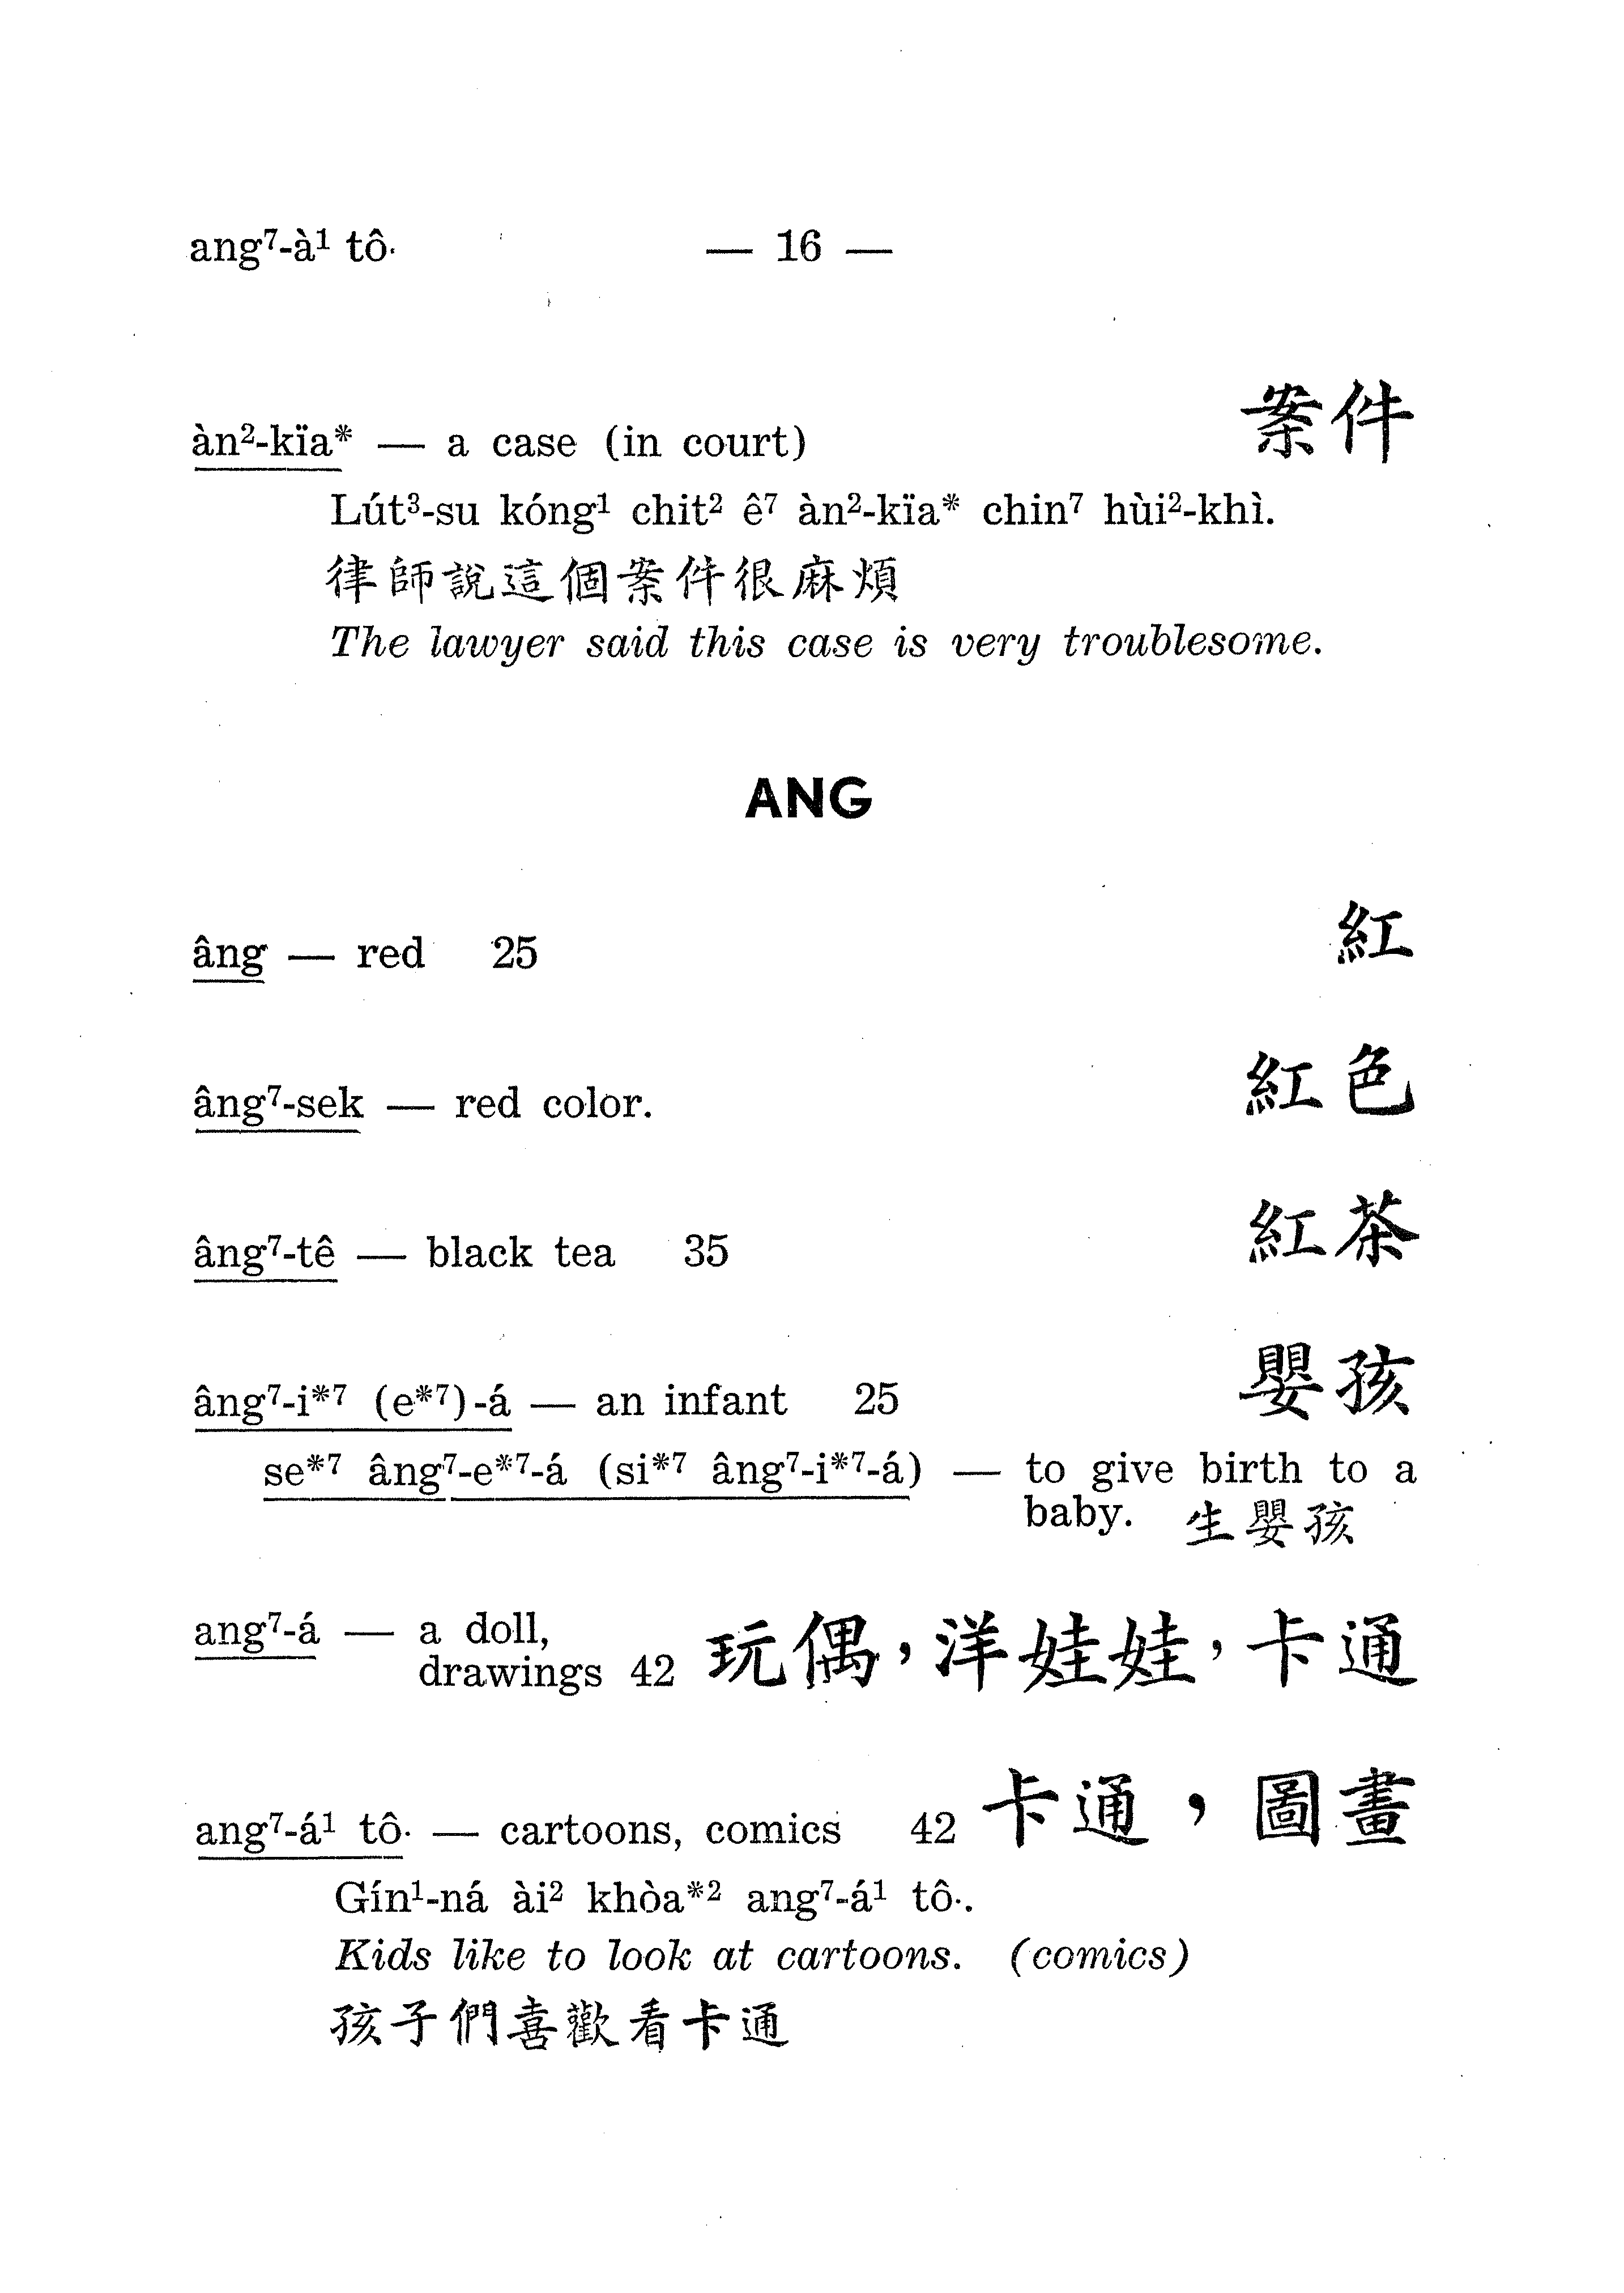 ang⁷-à¹ tô· — 16 —
àn²-kïa* — a case (in court) 案件
Lút³-su kóng¹ chit² ê⁷ àn²-kïa* chin⁷ hùi²-khì.
律師說這個案件很麻煩
The lawyer said this case is very troublesome.
ANG
âng — red 25 紅
âng⁷-sek — red color. 紅色
âng⁷-tê — black tea 35 紅茶
âng⁷-i*⁷ (e*⁷)-á — an infant 25 嬰孩
se*⁷ âng⁷-e*⁷-á (si*⁷ âng⁷-i*⁷-á) — to give birth to a
baby. 生嬰孩
ang⁷-á — a doll,
drawings 42 玩偶，洋娃娃，卡通
ang⁷-á¹ tô· — cartoons, comics 42 卡通，圖畫
Gín¹-ná ài² khòa*² ang⁷-á¹ tô·.
Kids like to look at cartoons. (comics)
孩子們喜歡看卡通